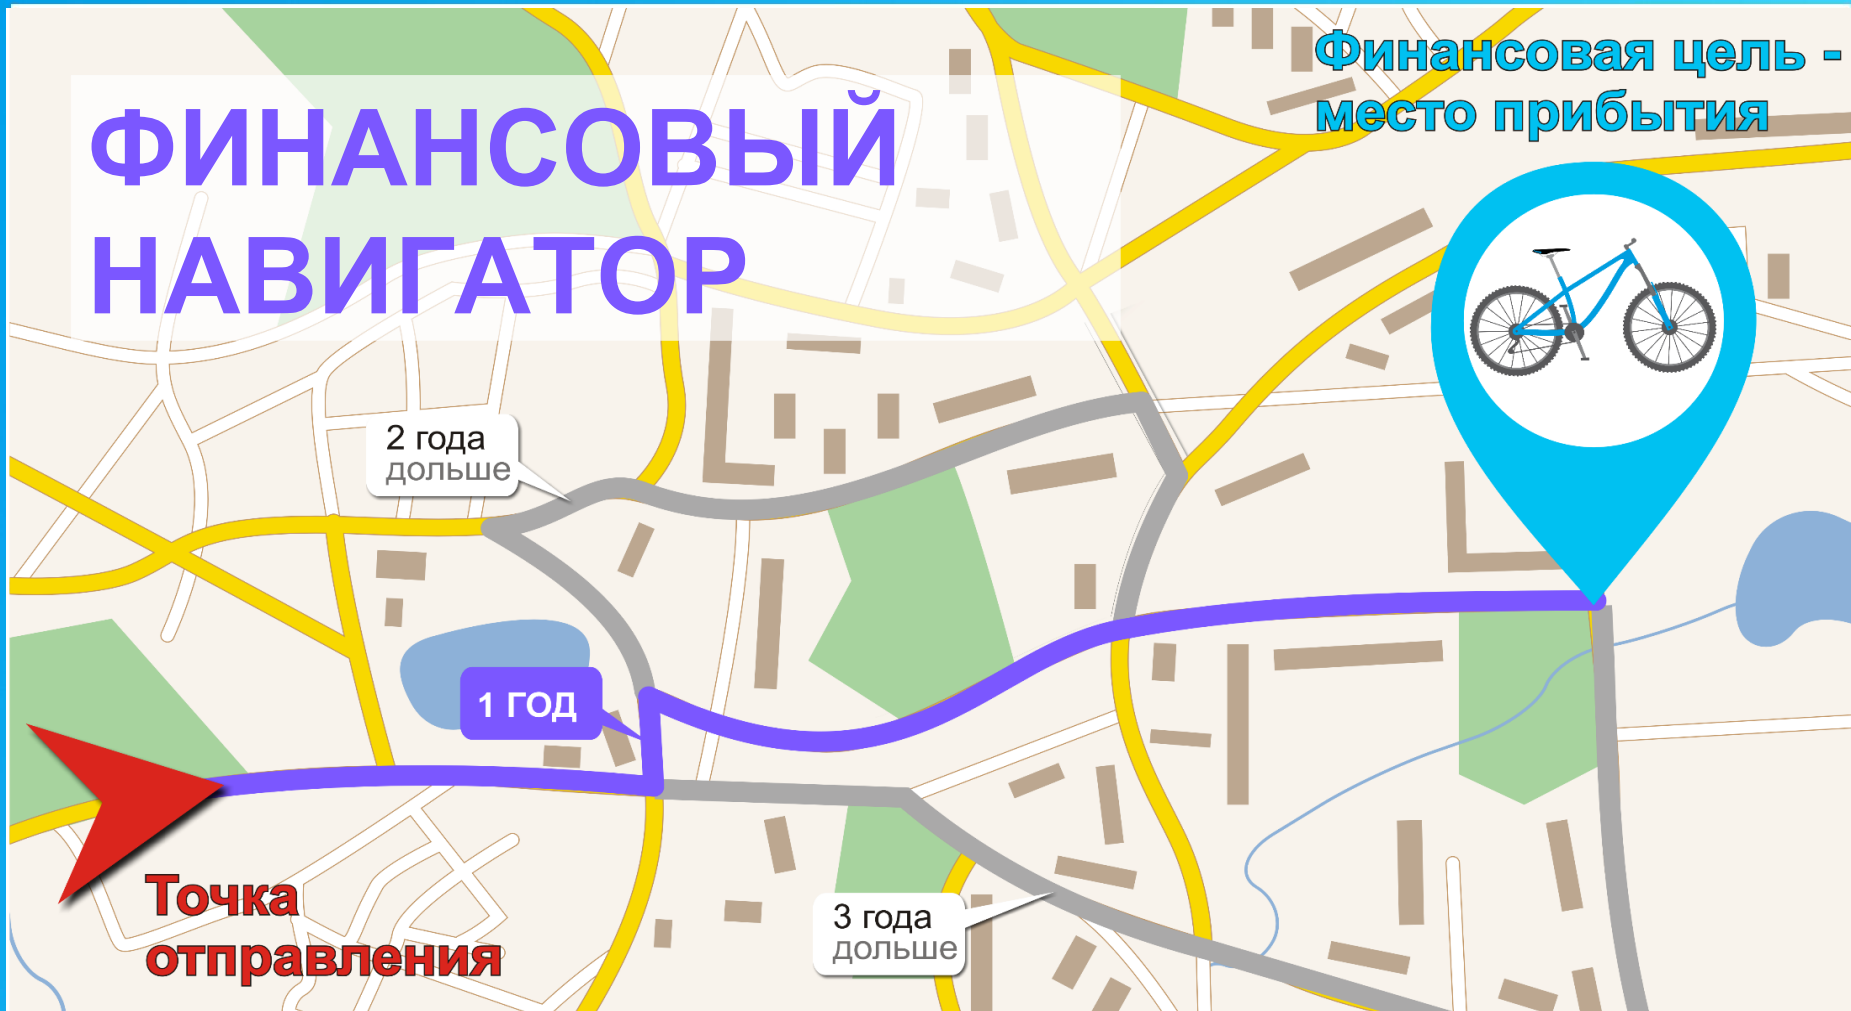 ФИНАНСОВЫЙ
НАВИГАТОР
Финансовая цель -
место прибытия
2 года
дольше
1 ГОД
3 года
дольше
Точка
отправления